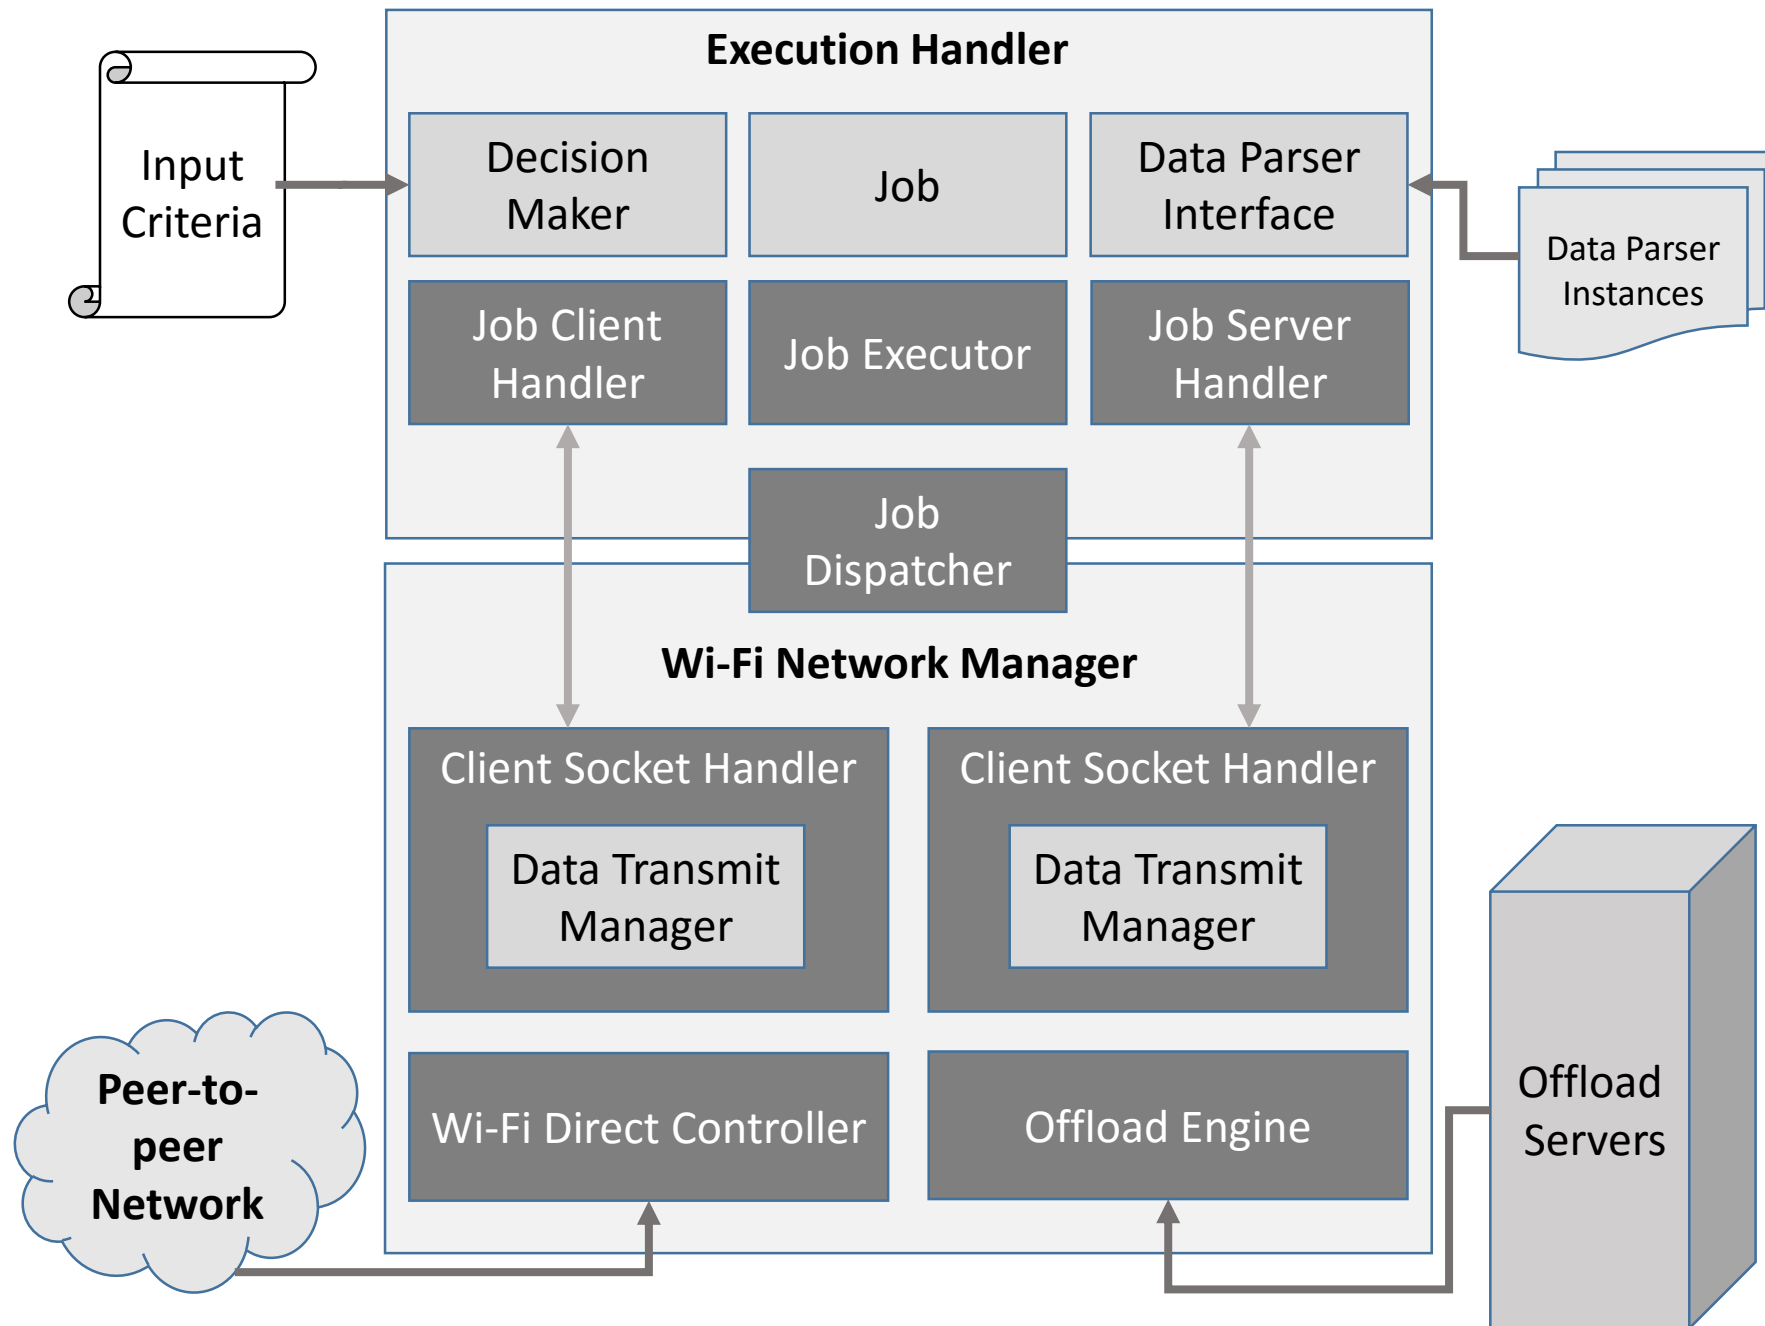 Execution Handler
Input
Criteria
Decision
Maker
Job
Data Parser
Interface
Data Parser
Instances
Job Client
Handler
Job Executor
Job Server
Handler
Job
Dispatcher
Wi-Fi Network Manager
Client Socket Handler
Data Transmit
Manager
Client Socket Handler
Data Transmit
Manager
Peer-to-
peer
Network
Wi-Fi Direct Controller
Offload Engine
Offload
Servers